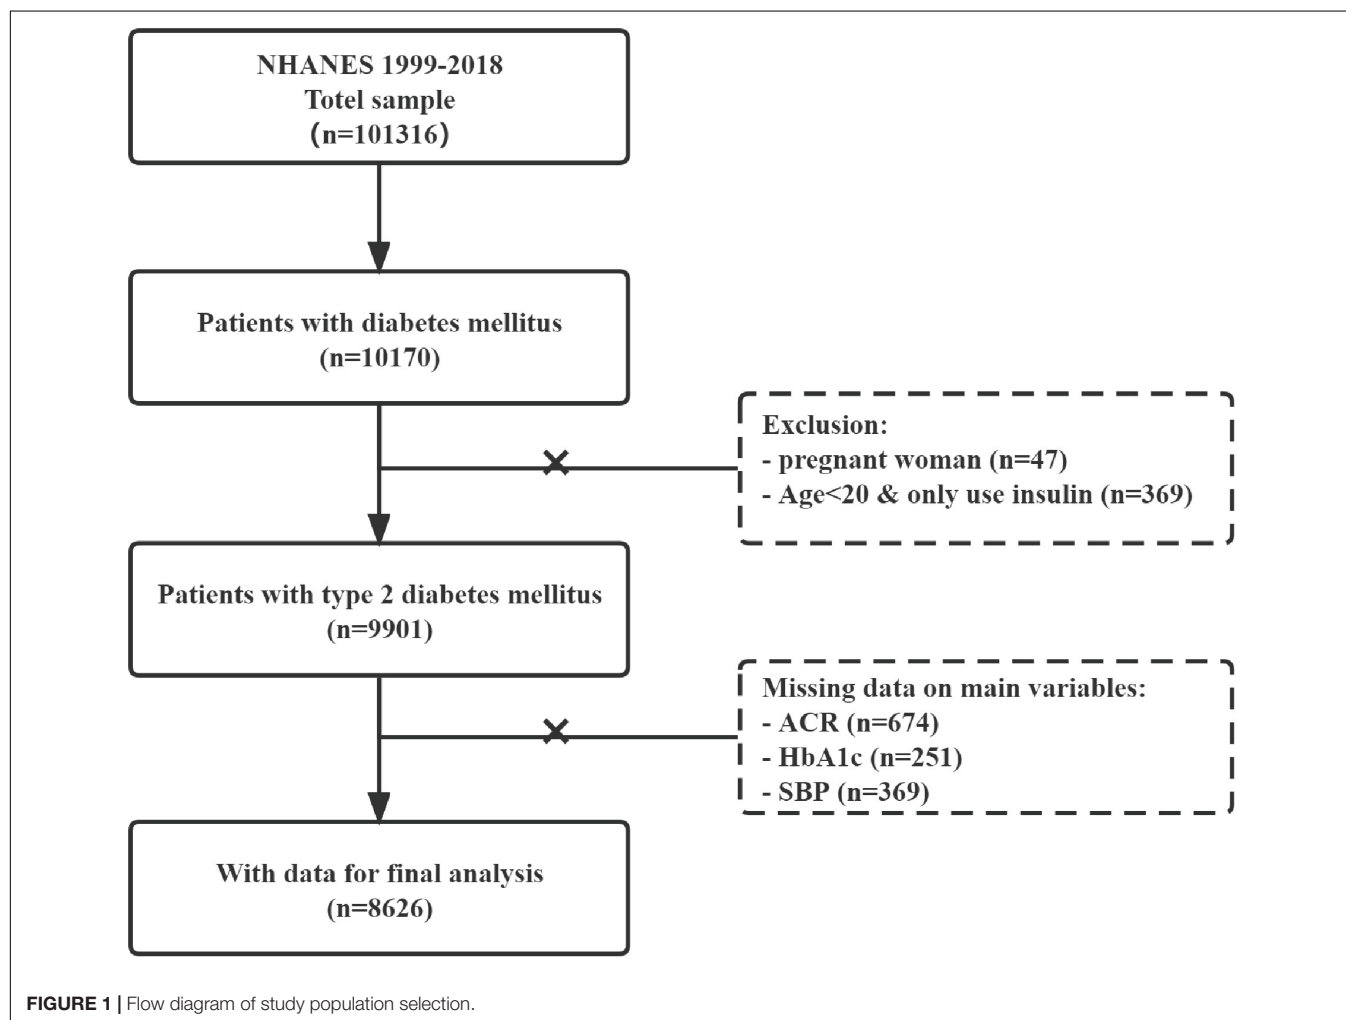 NHANES 1999-2018
Totel sample
(n=101316)
Patients with diabetes mellitus
(n=10170)
Exclusion:
- pregnant woman (n=47)
- Age<20 & only use insulin (n=369)
Patients with type 2 diabetes mellitus
(n=9901)
Missing data on main variables:
- ACR (n=674)
- HbA1c (n=251)
- SBP (n=369)
With data for final analysis
(n=8626)
FIGURE 1 | Flow diagram of study population selection.